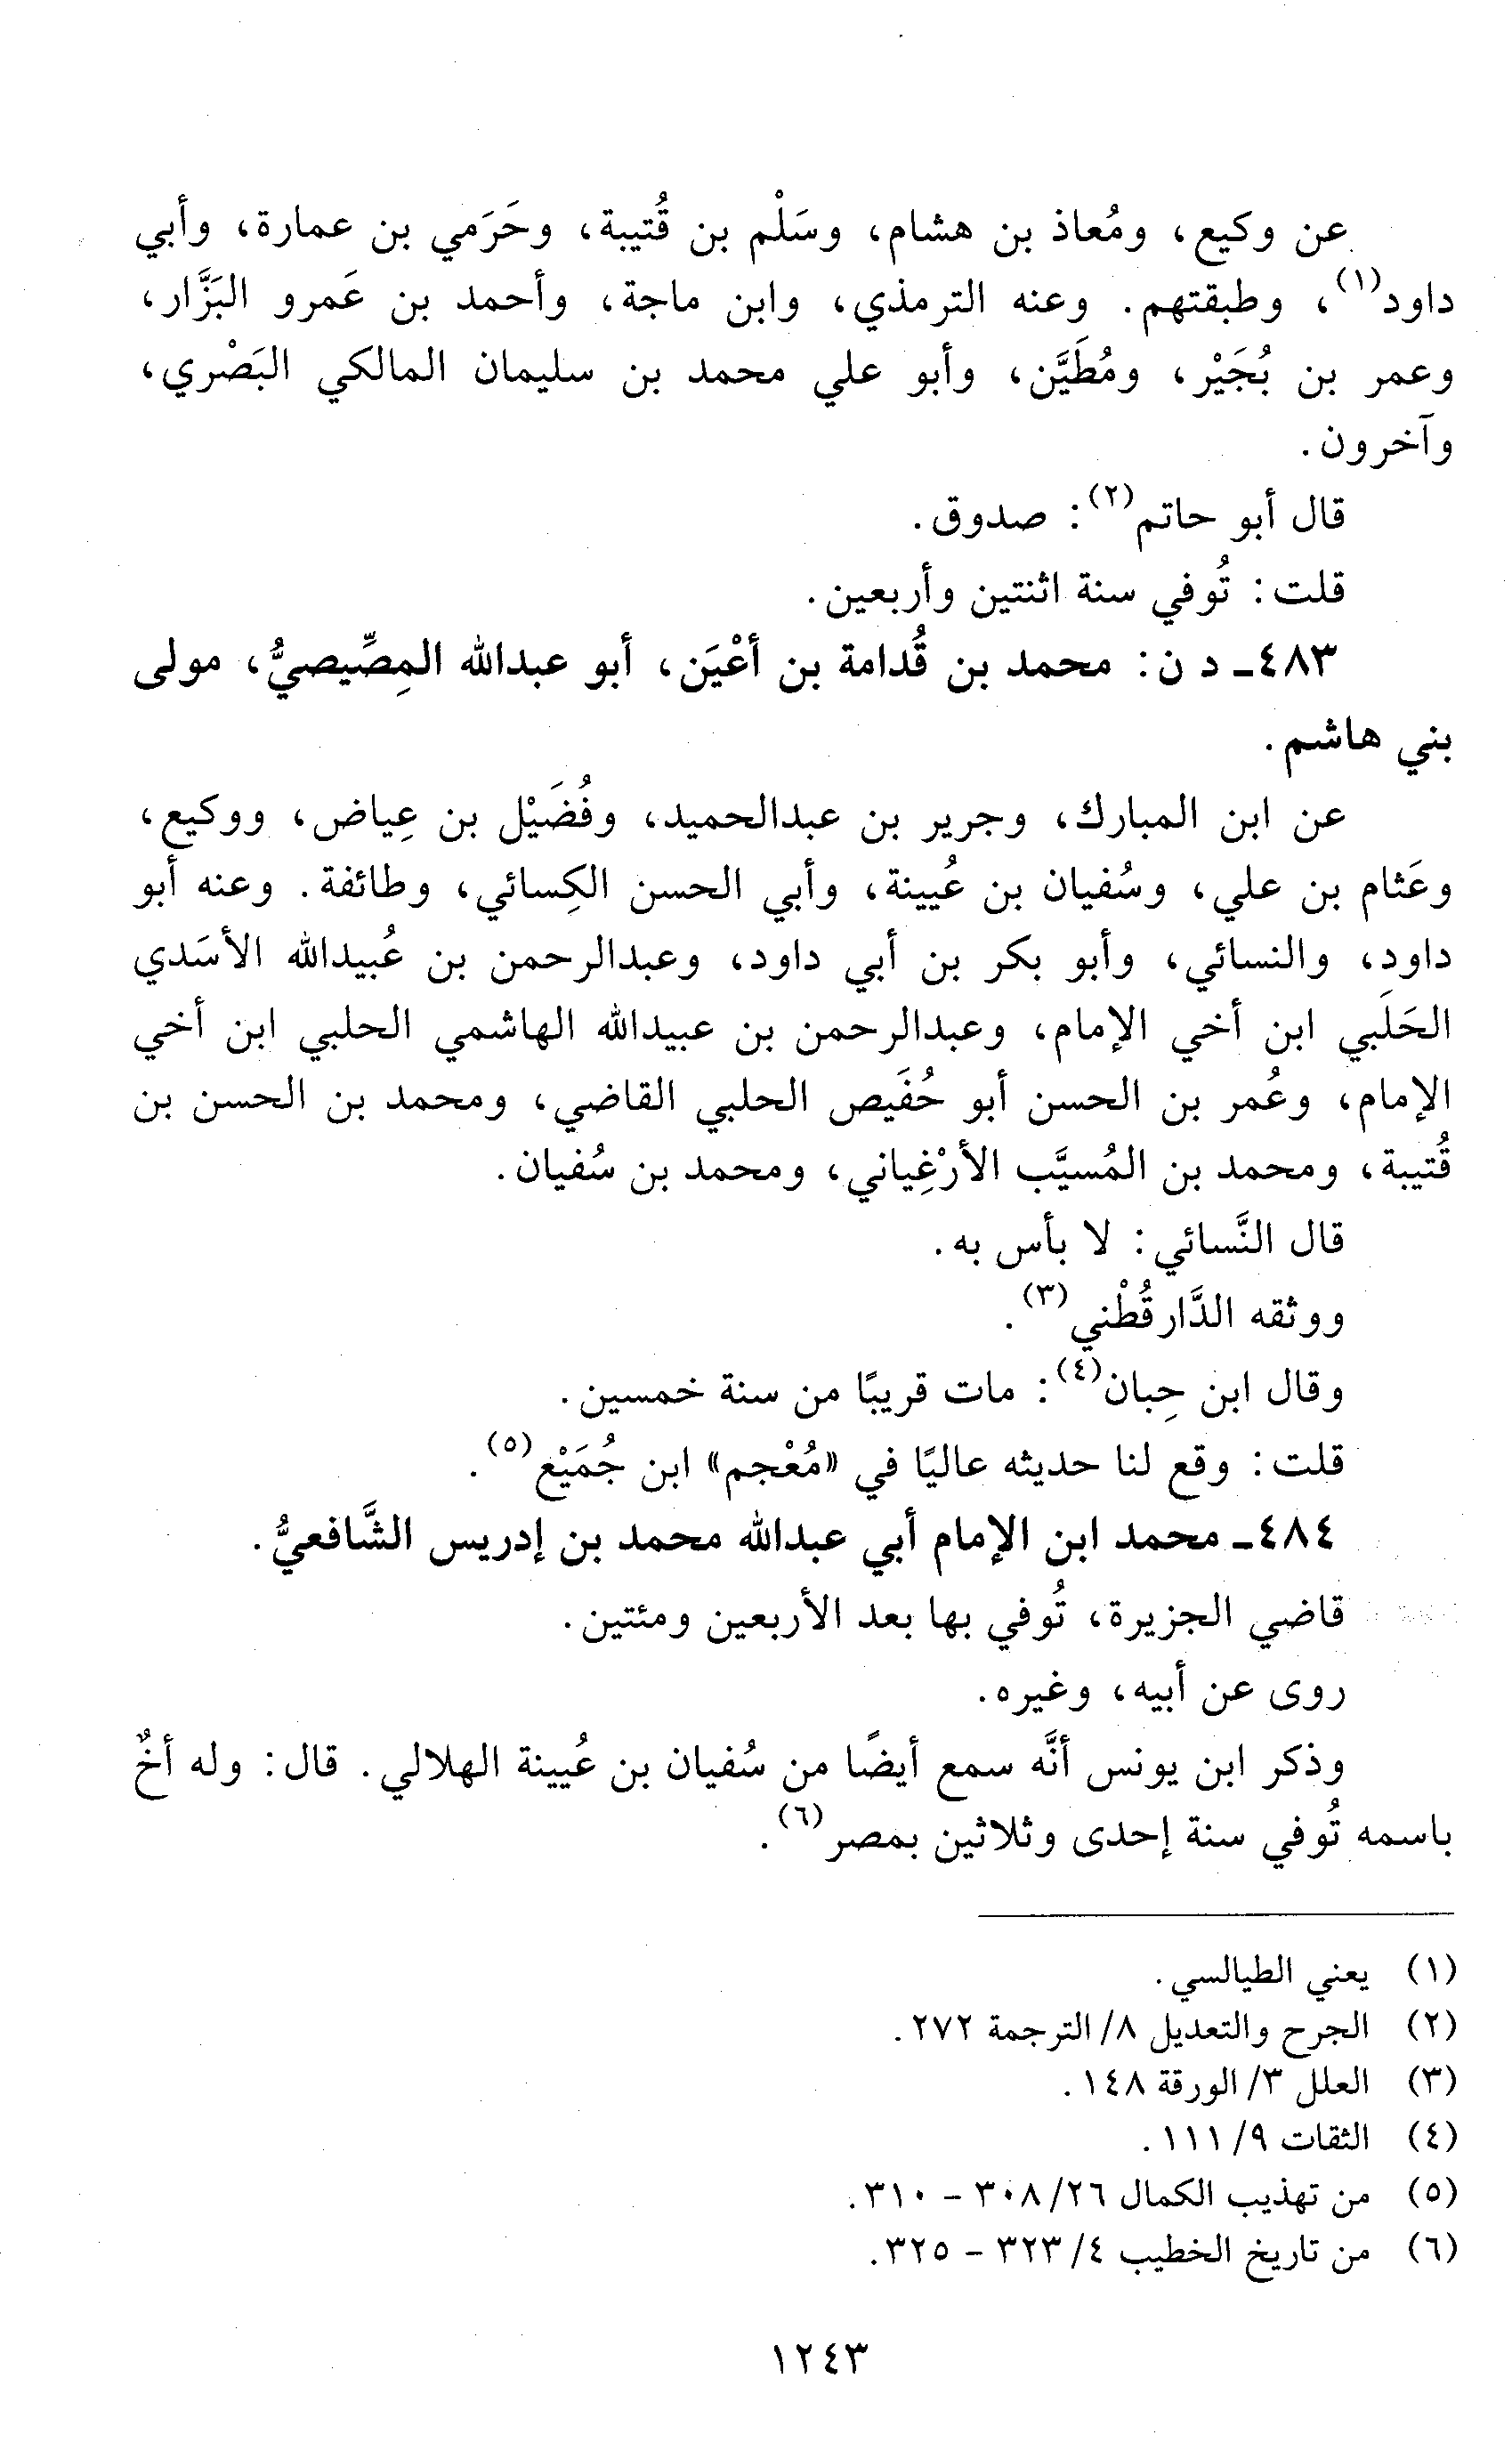 عن وكيع، ومُعاذ بن هشام، وسَلْم بن قُتيبة، وحَرَمي بن عمارة، وأبي
داود(١)، وطبقتهم. وعنه الترمذي، وابن ماجة، وأحمد بن عَمرو البَزَّار،
وعمر بن بُجَيْر، ومُطَيَّن، وأبو علي محمد بن سليمان المالكي البَصْري،
وآخرون.
قال أبو حاتم(٢): صدوق.
قلت: تُوفي سنة اثنتين وأربعين.
٤٨٣ـ د ن: محمد بن قُدامة بن أعْيَن، أبو عبدالله المِصِّيصيُّ، مولى
بني هاشم.
عن ابن المبارك، وجرير بن عبدالحميد، وفُضَيْل بن عِياض، ووكيع،
وعَثام بن علي، وسُفيان بن عُيينة، وأبي الحسن الكِسائي، وطائفة. وعنه أبو
داود، والنسائي، وأبو بكر بن أبي داود، وعبدالرحمن بن عُبيدالله الأسَدي
الحَلَبي ابن أخي الإمام، وعبدالرحمن بن عبيدالله الهاشمي الحلبي ابن أخي
الإمام، وعُمر بن الحسن أبو حُفَيص الحلبي القاضي، ومحمد بن الحسن بن
قُتيبة، ومحمد بن المُسيَّب الأرْغِياني، ومحمد بن سُفيان.
قال النَّسائي: لا بأس به.
ووثقه الدَّارقُطْني(٣).
وقال ابن حِبان(٤): مات قريبًا من سنة خمسين.
قلت: وقع لنا حديثه عاليًا في «مُعْجم» ابن جُمَيْع(٥).
٤٨٤ـ محمد ابن الإمام أبي عبدالله محمد بن إدريس الشَّافعيُّ.
قاضي الجزيرة، تُوفي بها بعد الأربعين ومئتين.
روى عن أبيه، وغيره.
وذكر ابن يونس أنَّه سمع أيضًا من سُفيان بن عُيينة الهلالي. قال: وله أخٌ
باسمه تُوفي سنة إحدى وثلاثين بمصر(٦).
(١) يعني الطيالسي.
(٢) الجرح والتعديل ٨/ الترجمة ٢٧٢.
(٣) العلل ٣/ الورقة ١٤٨.
(٤) الثقات ٩/ ١١١.
(٥) من تهذيب الكمال ٢٦/ ٣٠٨ - ٣١٠.
(٦) من تاريخ الخطيب ٤/ ٣٢٣ - ٣٢٥.
١٢٤٣